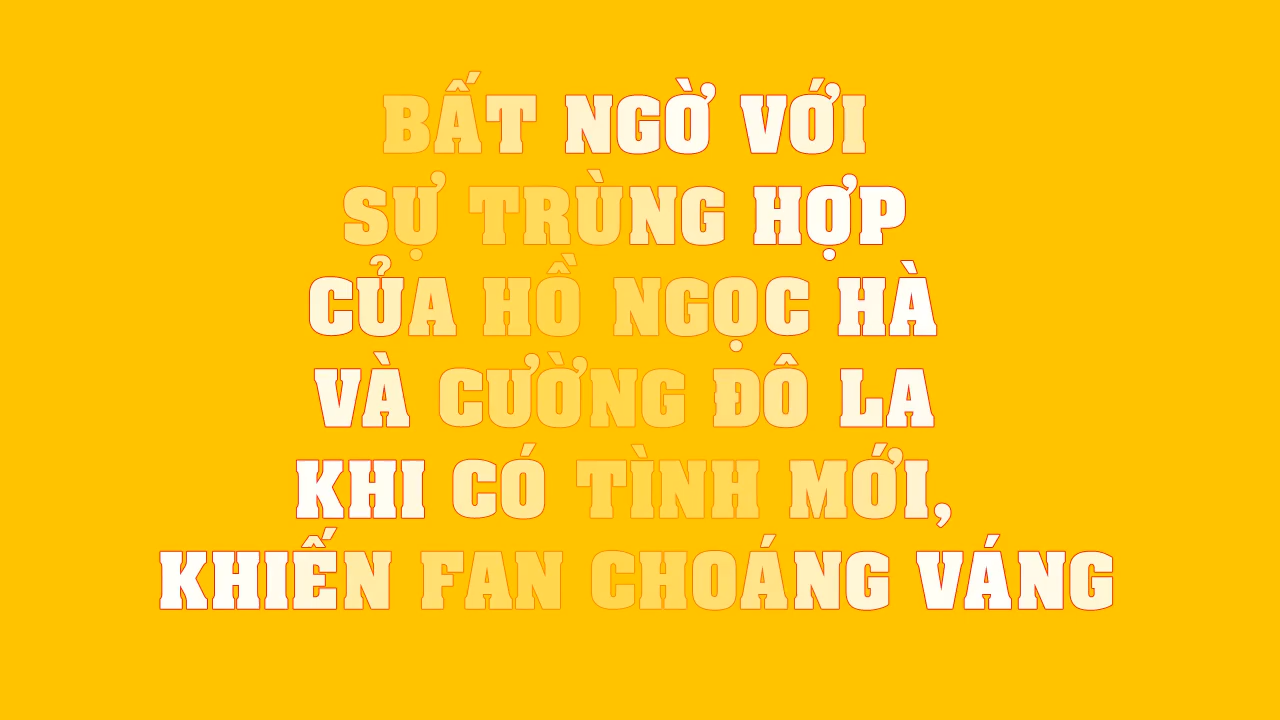 BẤT NGỜ VỚI
SỰ TRÙNG HỢP
CỦA HỒ NGỌC HÀ
VÀ CƯỜNG ĐÔ LA
KHI CÓ TÌNH MỚI,
KHIẾN FAN CHOÁNG VÁNG